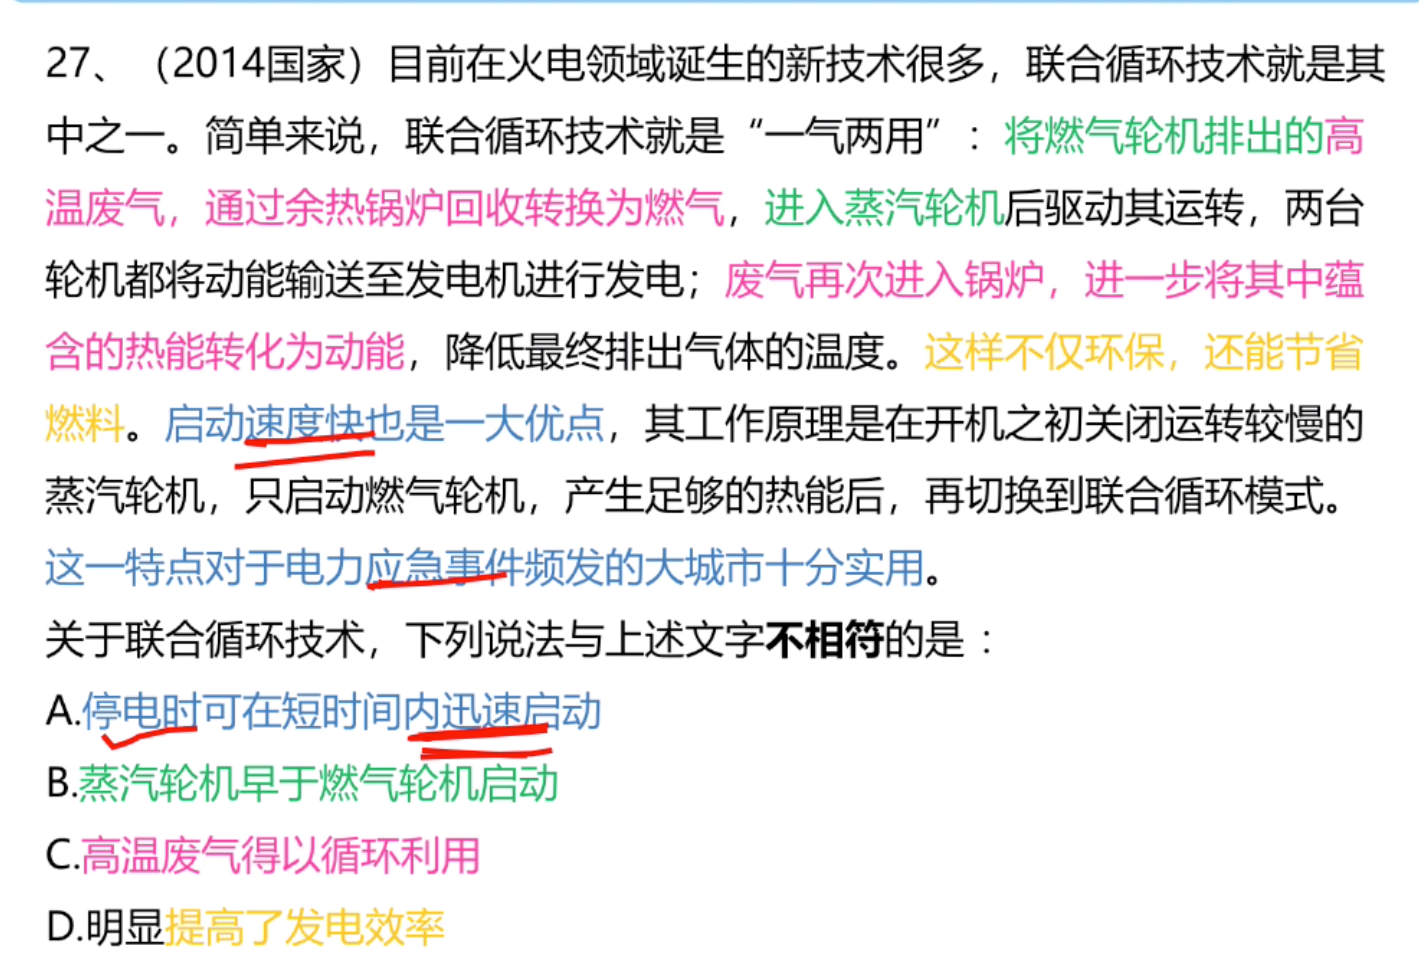 27、（2014国家）目前在火电领域诞生的新技术很多，联合循环技术就是其
中之一。简单来说，联合循环技术就是“一气两用”：将燃气轮机排出的高
温废气，通过余热锅炉回收转换为燃气，进入蒸汽轮机后驱动其运转，两台
轮机都将动能输送至发电机进行发电；废气再次进入锅炉，进一步将其中蕴
含的热能转化为动能，降低最终排出气体的温度。这样不仅环保，还能节省
燃料。启动速度快也是一大优点，其工作原理是在开机之初关闭运转较慢的
蒸汽轮机，只启动燃气轮机，产生足够的热能后，再切换到联合循环模式。
这一特点对于电力应急事件频发的大城市十分实用。
关于联合循环技术，下列说法与上述文字不相符的是：
A.停电时可在短时间内迅速启动
B.蒸汽轮机早于燃气轮机启动
C.高温废气得以循环利用
D.明显提高了发电效率